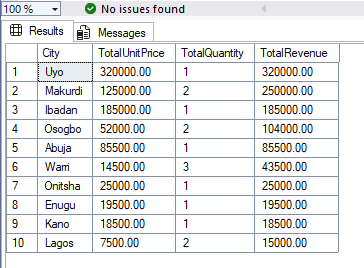 100 % No issues found
Results Messages
City TotalUnitPrice TotalQuantity TotalRevenue
1 Uyo 320000.00 1 320000.00
2 Makurdi 125000.00 2 250000.00
3 Ibadan 185000.00 1 185000.00
4 Osogbo 52000.00 2 104000.00
5 Abuja 85500.00 1 85500.00
6 Warri 14500.00 3 43500.00
7 Onitsha 25000.00 1 25000.00
8 Enugu 19500.00 1 19500.00
9 Kano 18500.00 1 18500.00
10 Lagos 7500.00 2 15000.00